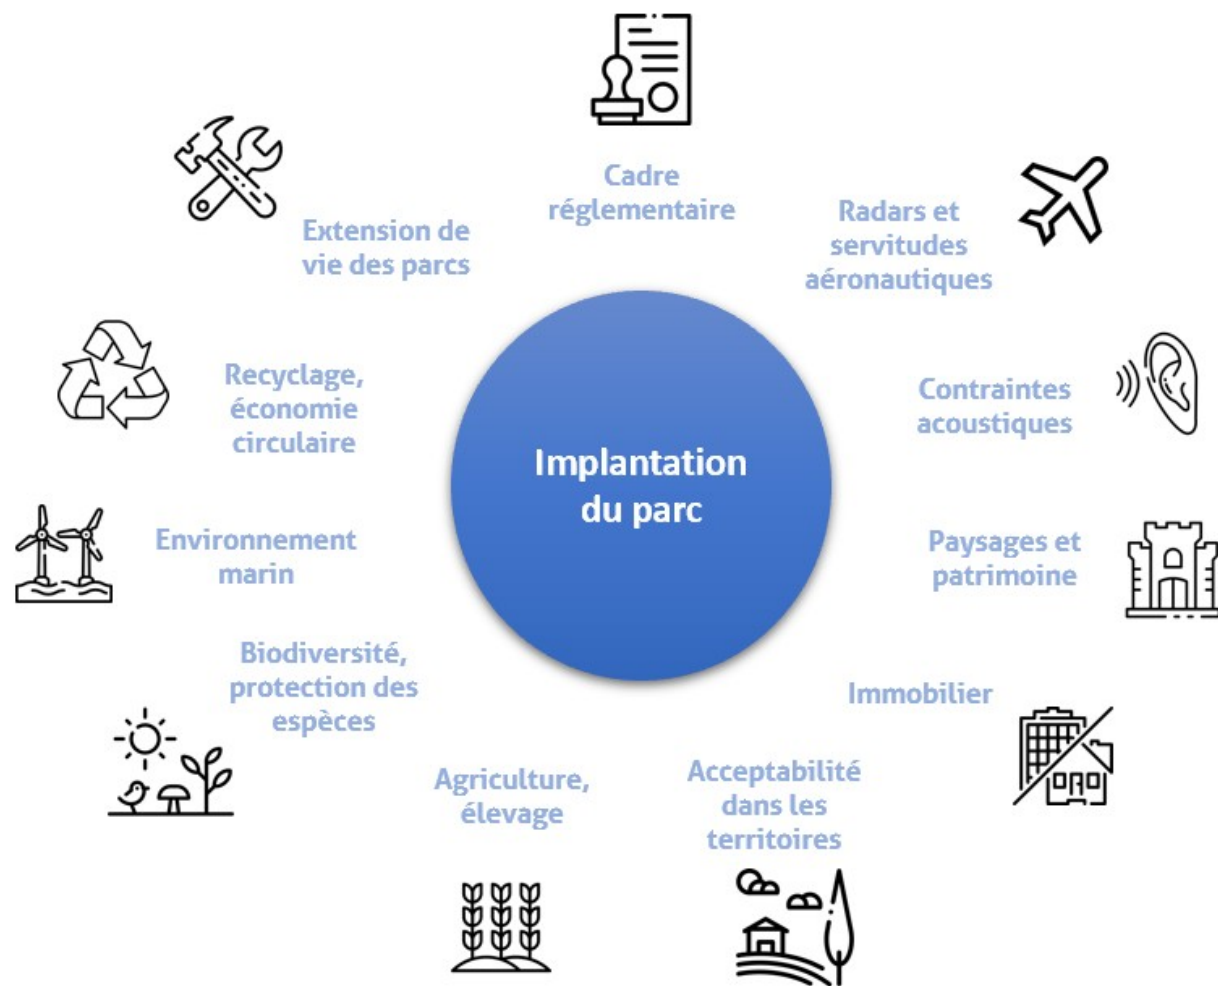 Cadre
réglementaire
Radars et
servitudes
aéronautiques
Extension de
vie des parcs
Recyclage,
économie
circulaire
Contraintes
acoustiques
Implantation
du parc
Environnement
marin
Paysages et
patrimoine
Biodiversité,
protection des
espèces
Immobilier
Agriculture,
élevage
Acceptabilité
dans les
territoires